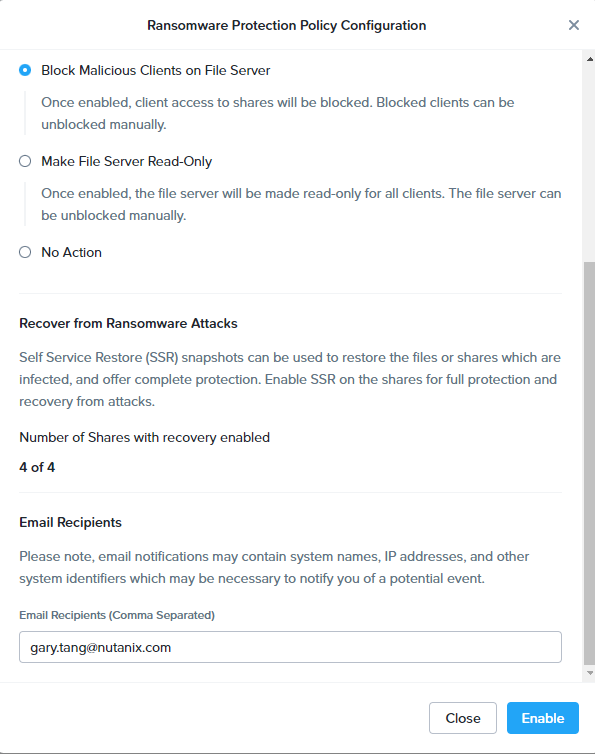 Ransomware Protection Policy Configuration
Block Malicious Clients on File Server
Once enabled, client access to shares will be blocked. Blocked clients can be
unblocked manually.
Make File Server Read-Only
Once enabled, the file server will be made read-only for all clients. The file server can
be unblocked manually.
No Action
Recover from Ransomware Attacks
Self Service Restore (SSR) snapshots can be used to restore the files or shares which are
infected, and offer complete protection. Enable SSR on the shares for full protection and
recovery from attacks.
Number of Shares with recovery enabled
4 of 4
Email Recipients
Please note, email notifications may contain system names, IP addresses, and other
system identifiers which may be necessary to notify you of a potential event.
Email Recipients (Comma Separated)
gary.tang@nutanix.com
Close Enable